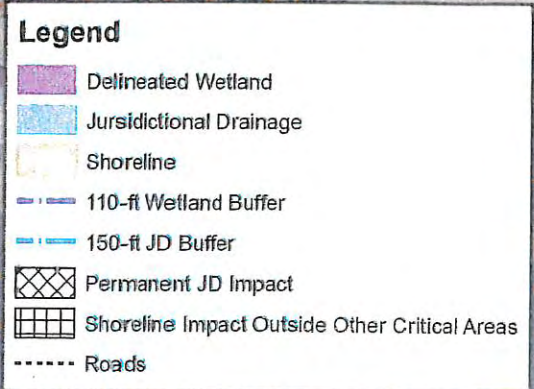 Legend
Delineated Wetland
Jursidictional Drainage
Shoreline
110-ft Wetland Buffer
150-ft JD Buffer
Permanent JD Impact
Shoreline Impact Outside Other Critical Areas
Roads